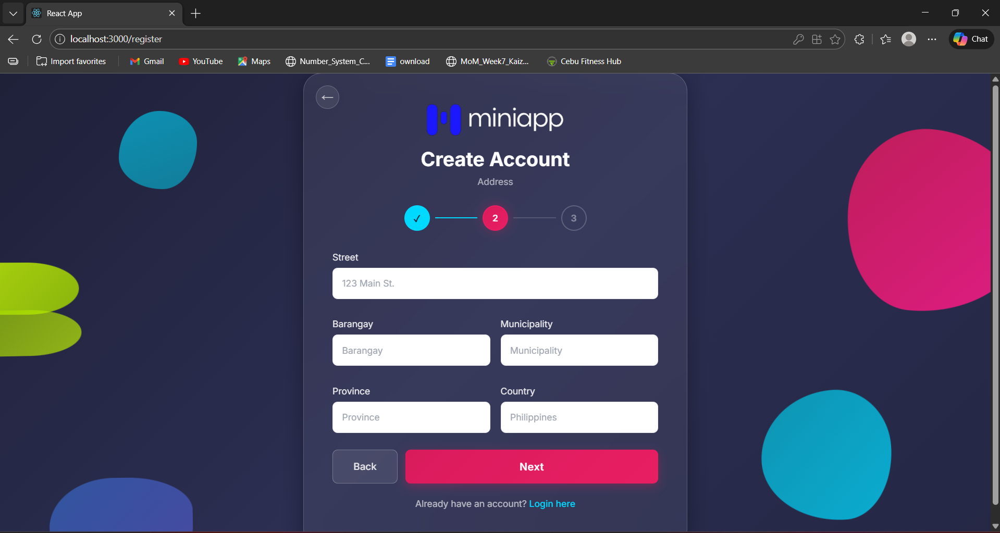 React App
localhost:3000/register
Chat
Import favorites
Gmail
YouTube
Maps
Number_System_C...
ownload
MoM_Week7_Kaiz...
Cebu Fitness Hub
miniapp
Create Account
Address
✓ 2 3
Street
123 Main St.
Barangay Municipality
Barangay Municipality
Province Country
Province Philippines
Back Next
Already have an account? Login here